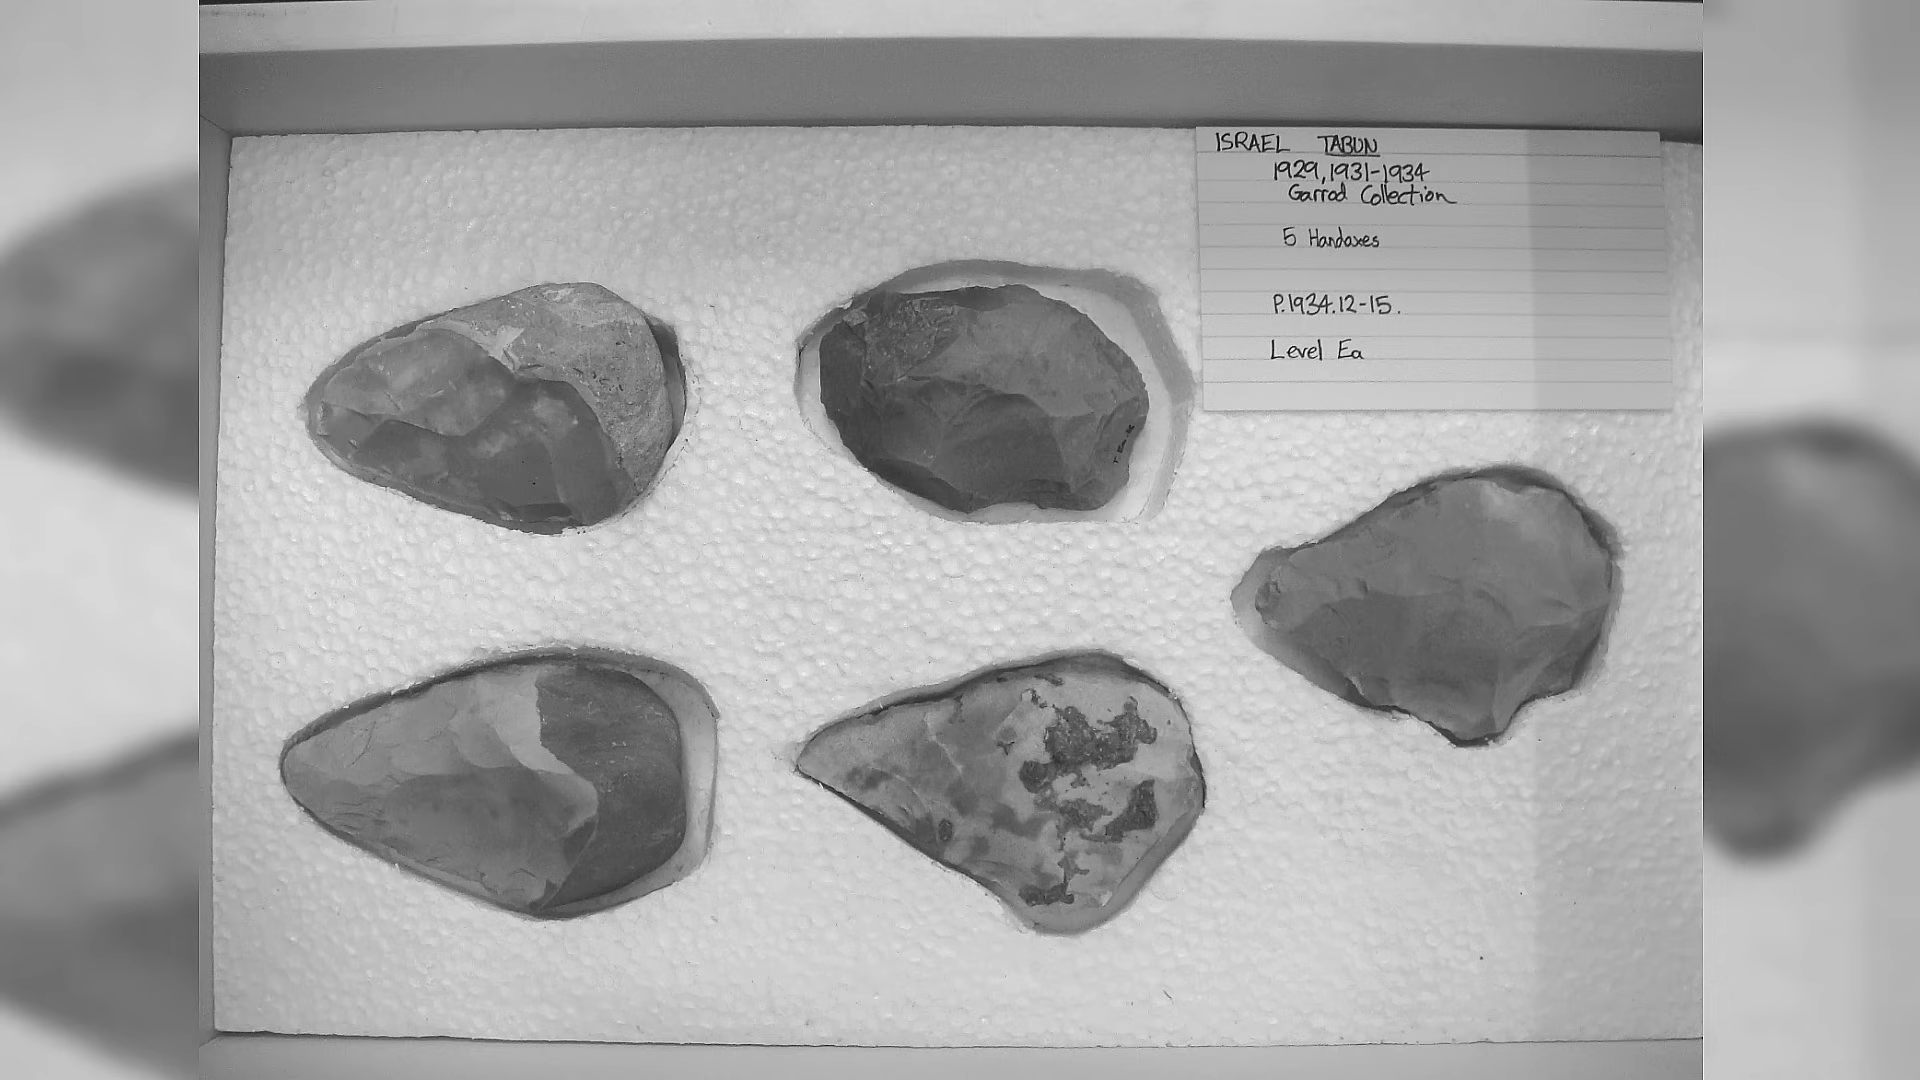 ISRAEL TABUN
1929, 1931-1934
Garrod Collection
5 Handaxes
P.1934.12-15.
Level Ea